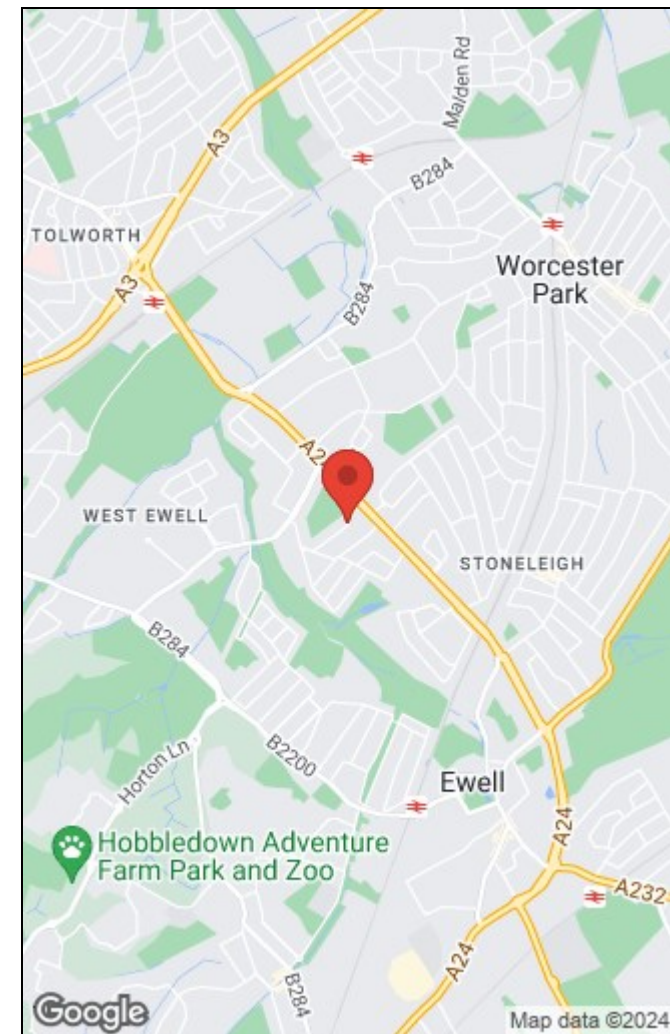 Malden Rd
A3
B284
TOLWORTH
Worcester
Park
A3
B284
A24
WEST EWELL
STONELEIGH
B284
Horton Ln
B2200
Ewell
A24
Hobbledown Adventure
Farm Park and Zoo
A232
A24
B284
Google
Map data ©2024